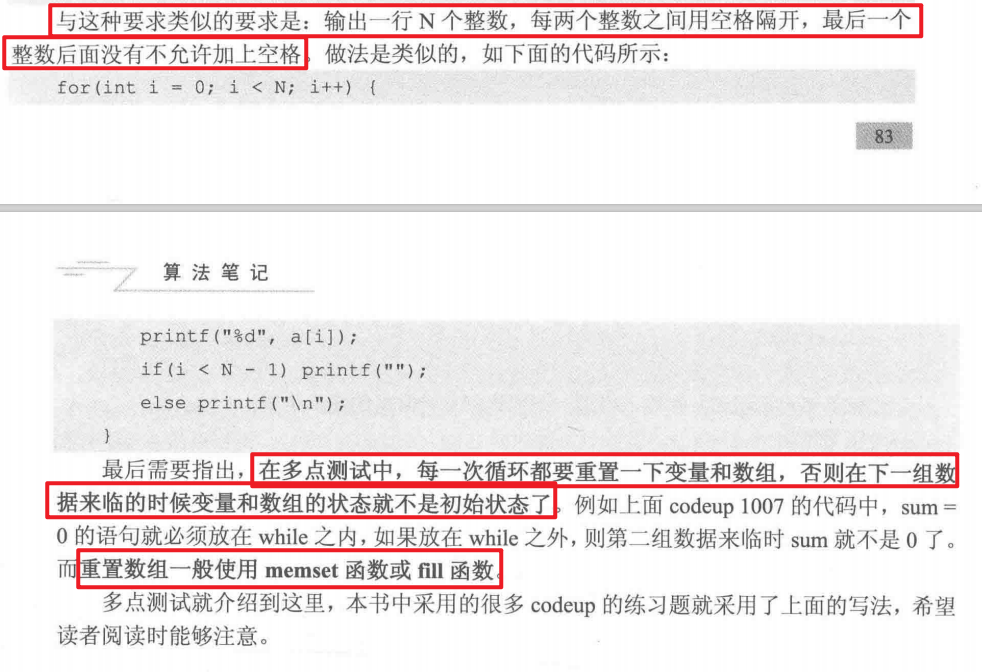 与这种要求类似的要求是：输出一行 N 个整数，每两个整数之间用空格隔开，最后一个
整数后面没有不允许加上空格。做法是类似的，如下面的代码所示：
for(int i = 0; i < N; i++) {
83
算 法 笔 记
printf("%d", a[i]);
if(i < N - 1) printf("");
else printf("\n");
}
最后需要指出，在多点测试中，每一次循环都要重置一下变量和数组，否则在下一组数
据来临的时候变量和数组的状态就不是初始状态了。例如上面 codeup 1007 的代码中，sum =
0 的语句就必须放在 while 之内，如果放在 while 之外，则第二组数据来临时 sum 就不是 0 了。
而重置数组一般使用 memset 函数或 fill 函数。
多点测试就介绍到这里，本书中采用的很多 codeup 的练习题就采用了上面的写法，希望
读者阅读时能够注意。